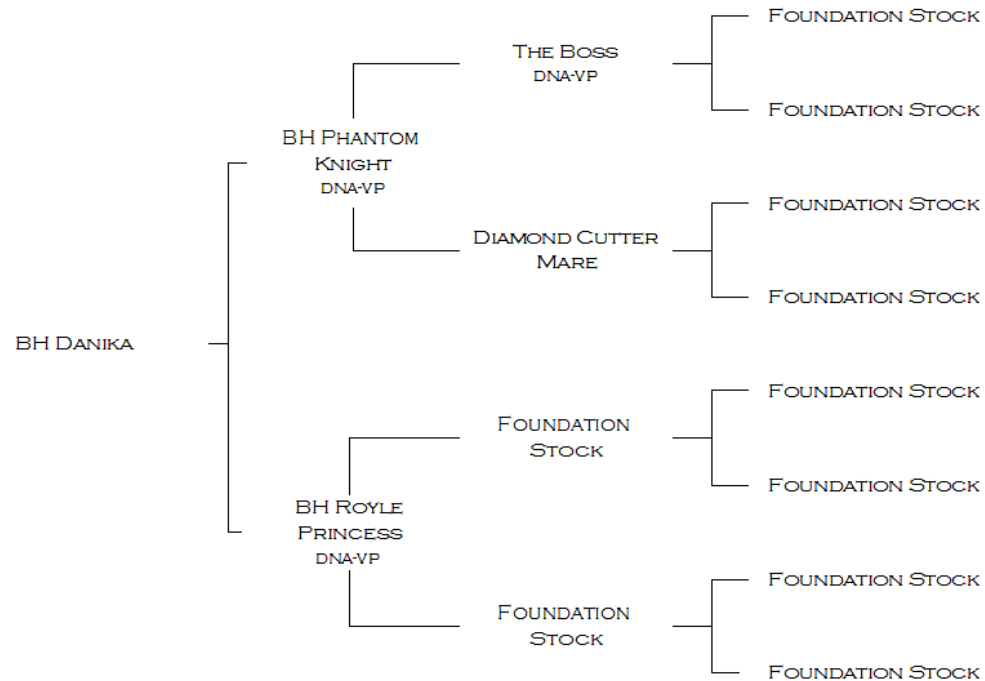 Foundation Stock
The Boss
DNA-VP
Foundation Stock
BH Phantom
Knight
DNA-VP
Foundation Stock
Diamond Cutter
Mare
Foundation Stock
BH Danika
Foundation Stock
Foundation
Stock
Foundation Stock
BH Royle
Princess
DNA-VP
Foundation Stock
Foundation
Stock
Foundation Stock